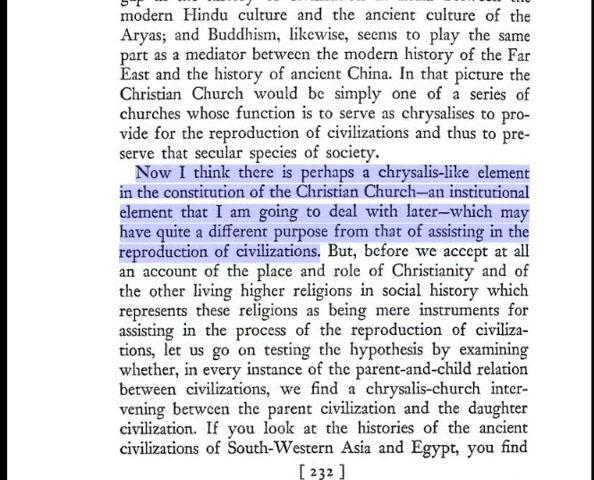 modern Hindu culture and the ancient culture of the
Aryas; and Buddhism, likewise, seems to play the same
part as a mediator between the modern history of the Far
East and the history of ancient China. In that picture the
Christian Church would be simply one of a series of
churches whose function is to serve as chrysalises to pro-
vide for the reproduction of civilizations and thus to pre-
serve that secular species of society.
Now I think there is perhaps a chrysalis-like element
in the constitution of the Christian Church—an institutional
element that I am going to deal with later—which may
have quite a different purpose from that of assisting in the
reproduction of civilizations. But, before we accept at all
an account of the place and role of Christianity and of
the other living higher religions in social history which
represents these religions as being mere instruments for
assisting in the process of the reproduction of civiliza-
tions, let us go on testing the hypothesis by examining
whether, in every instance of the parent-and-child relation
between civilizations, we find a chrysalis-church inter-
vening between the parent civilization and the daughter
civilization. If you look at the histories of the ancient
civilizations of South-Western Asia and Egypt, you find
[ 232 ]